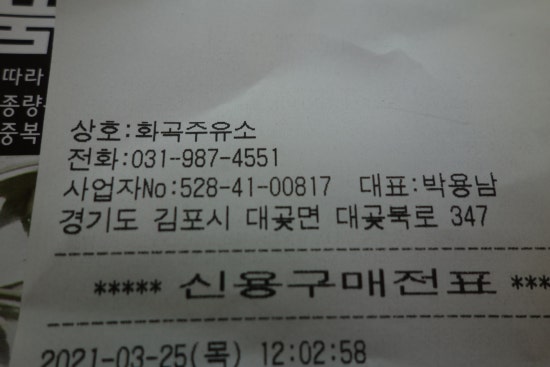 따라
종량
중복
상호:화곡주유소
전화:031-987-4551
사업자No:528-41-00817 대표:박용남
경기도 김포시 대곶면 대곶북로 347
***** 신용구매전표 ***
2021-03-25(목) 12:02:58